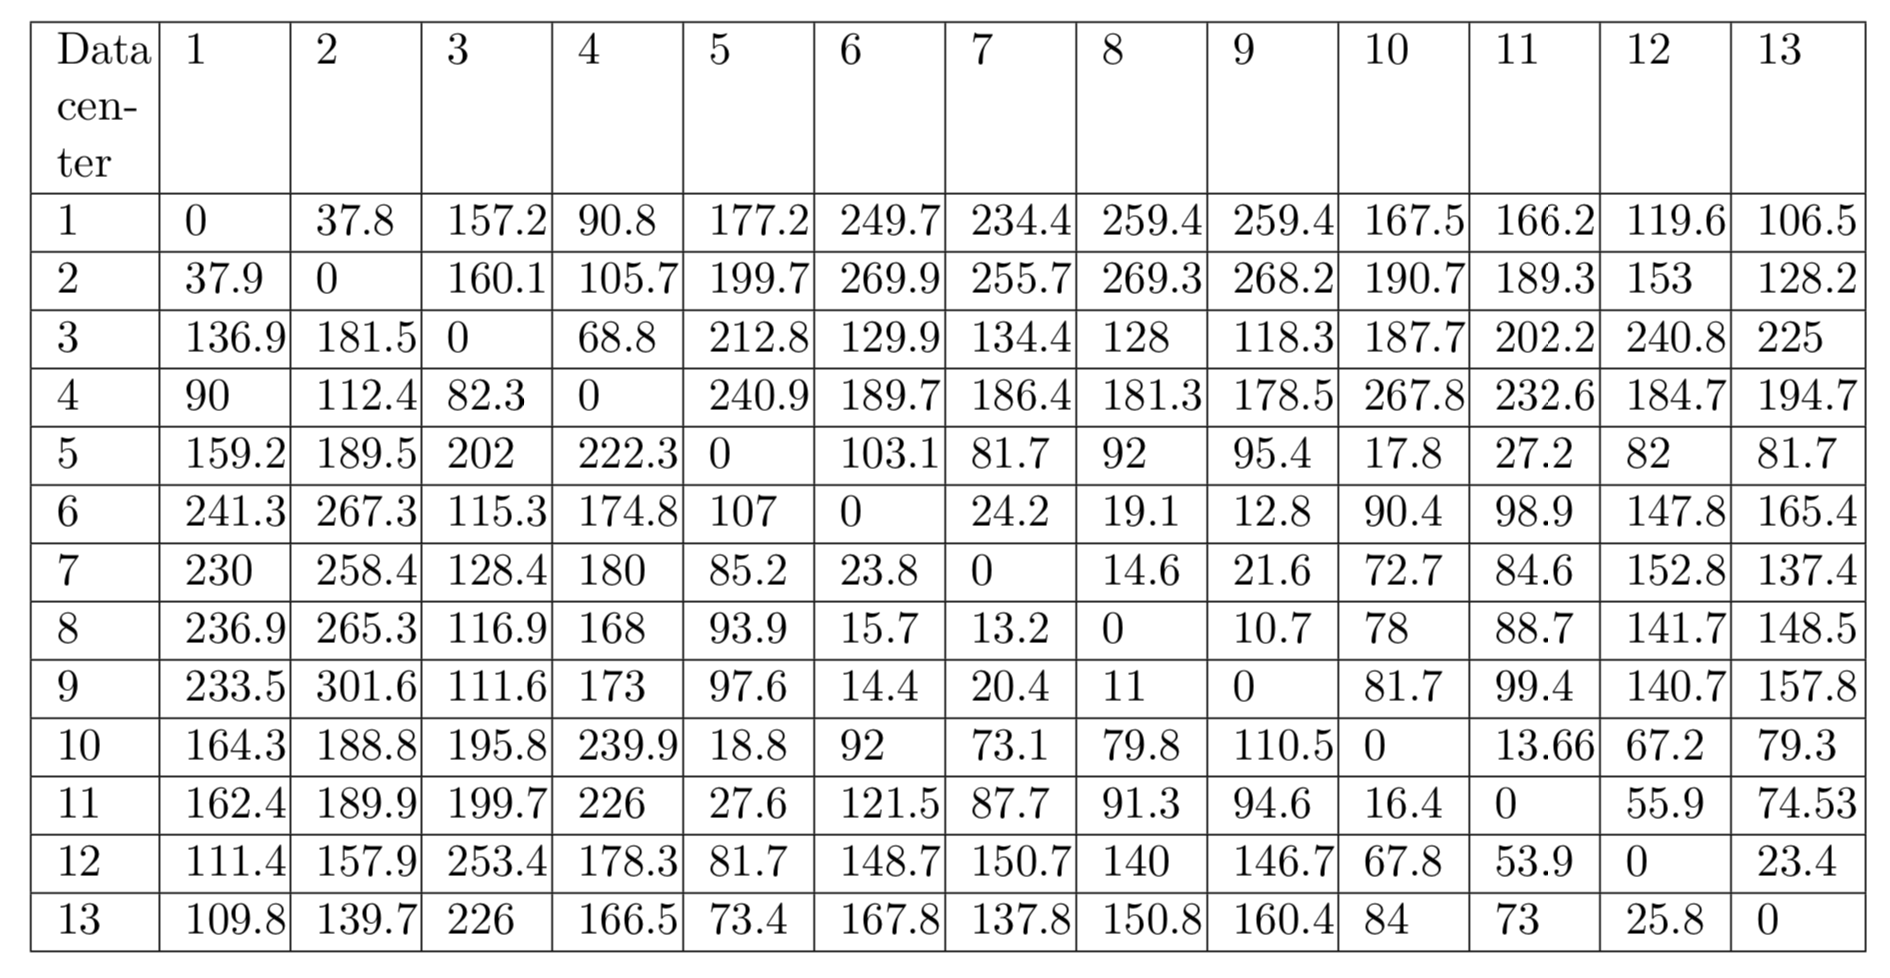 Data 1 2 3 4 5 6 7 8 9 10 11 12 13
cen-
ter
1 0 37.8 157.2 90.8 177.2 249.7 234.4 259.4 259.4 167.5 166.2 119.6 106.5
2 37.9 0 160.1 105.7 199.7 269.9 255.7 269.3 268.2 190.7 189.3 153 128.2
3 136.9 181.5 0 68.8 212.8 129.9 134.4 128 118.3 187.7 202.2 240.8 225
4 90 112.4 82.3 0 240.9 189.7 186.4 181.3 178.5 267.8 232.6 184.7 194.7
5 159.2 189.5 202 222.3 0 103.1 81.7 92 95.4 17.8 27.2 82 81.7
6 241.3 267.3 115.3 174.8 107 0 24.2 19.1 12.8 90.4 98.9 147.8 165.4
7 230 258.4 128.4 180 85.2 23.8 0 14.6 21.6 72.7 84.6 152.8 137.4
8 236.9 265.3 116.9 168 93.9 15.7 13.2 0 10.7 78 88.7 141.7 148.5
9 233.5 301.6 111.6 173 97.6 14.4 20.4 11 0 81.7 99.4 140.7 157.8
10 164.3 188.8 195.8 239.9 18.8 92 73.1 79.8 110.5 0 13.66 67.2 79.3
11 162.4 189.9 199.7 226 27.6 121.5 87.7 91.3 94.6 16.4 0 55.9 74.53
12 111.4 157.9 253.4 178.3 81.7 148.7 150.7 140 146.7 67.8 53.9 0 23.4
13 109.8 139.7 226 166.5 73.4 167.8 137.8 150.8 160.4 84 73 25.8 0